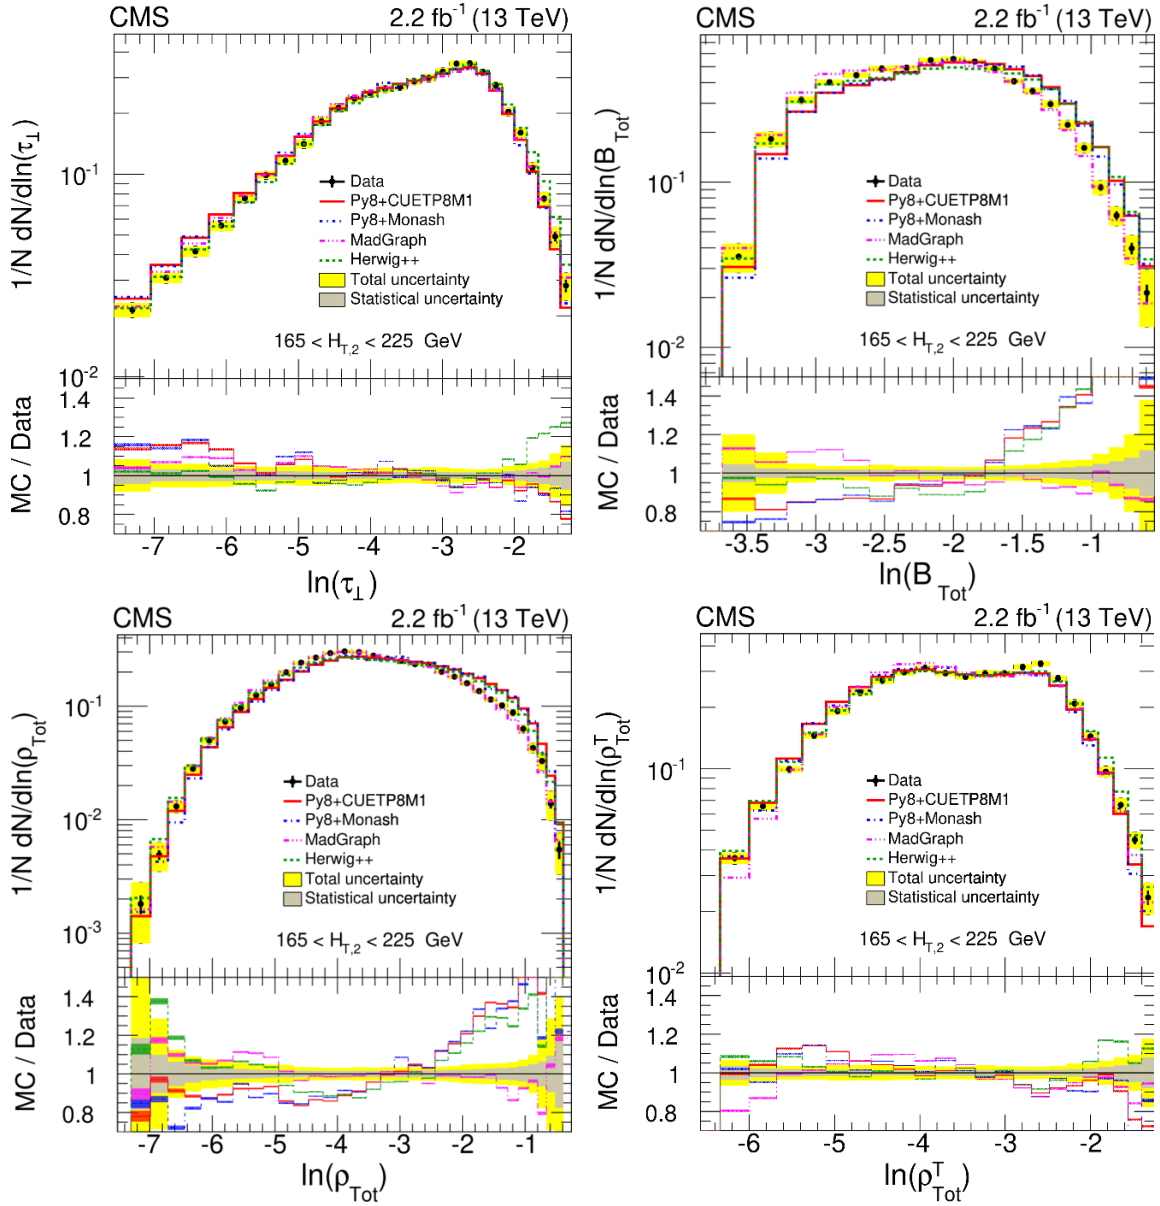 CMS 2.2 fb⁻¹ (13 TeV)
1/N dN/dln(τ⊥)
10⁻¹
10⁻²
Data
Py8+CUETP8M1
Py8+Monash
MadGraph
Herwig++
Total uncertainty
Statistical uncertainty
165 < H_T,2 < 225 GeV
MC / Data
1.4
1.2
1
0.8
-7 -6 -5 -4 -3 -2
ln(τ⊥)
CMS 2.2 fb⁻¹ (13 TeV)
1/N dN/dln(B_Tot)
10⁻¹
10⁻²
Data
Py8+CUETP8M1
Py8+Monash
MadGraph
Herwig++
Total uncertainty
Statistical uncertainty
165 < H_T,2 < 225 GeV
MC / Data
1.4
1.2
1
0.8
-3.5 -3 -2.5 -2 -1.5 -1
ln(B_Tot)
CMS 2.2 fb⁻¹ (13 TeV)
1/N dN/dln(ρ_Tot)
10⁻¹
10⁻²
10⁻³
Data
Py8+CUETP8M1
Py8+Monash
MadGraph
Herwig++
Total uncertainty
Statistical uncertainty
165 < H_T,2 < 225 GeV
MC / Data
1.4
1.2
1
0.8
-7 -6 -5 -4 -3 -2 -1
ln(ρ_Tot)
CMS 2.2 fb⁻¹ (13 TeV)
1/N dN/dln(ρ^T_Tot)
10⁻¹
10⁻²
Data
Py8+CUETP8M1
Py8+Monash
MadGraph
Herwig++
Total uncertainty
Statistical uncertainty
165 < H_T,2 < 225 GeV
MC / Data
1.4
1.2
1
0.8
-6 -5 -4 -3 -2
ln(ρ^T_Tot)